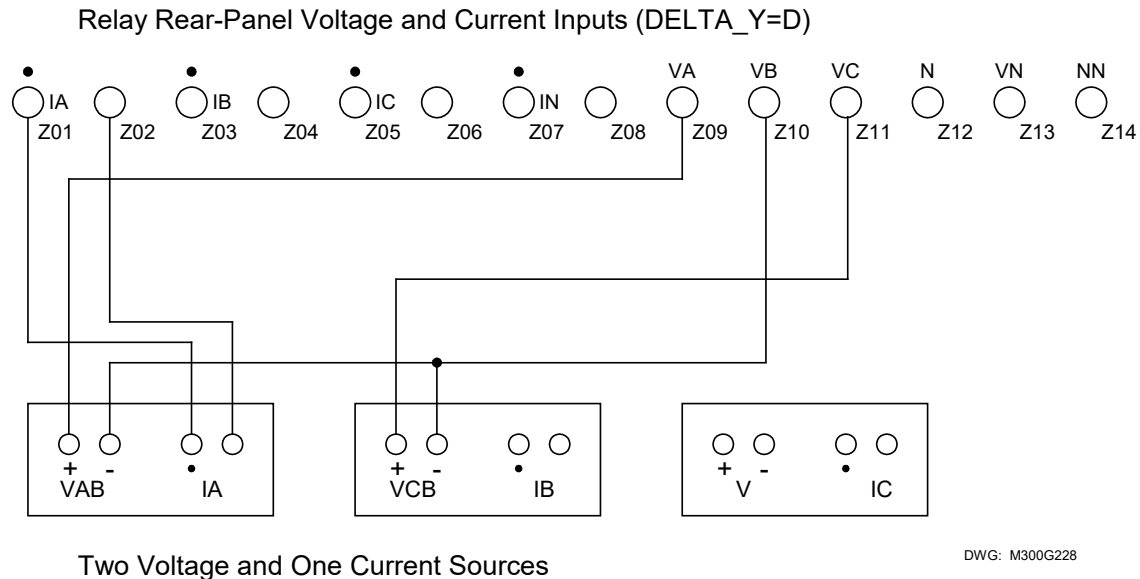 Relay Rear-Panel Voltage and Current Inputs (DELTA_Y=D)
VA VB VC N VN NN
IA IB IC IN
Z01 Z02 Z03 Z04 Z05 Z06 Z07 Z08 Z09 Z10 Z11 Z12 Z13 Z14
+ - + - + -
VAB IA VCB IB V IC
Two Voltage and One Current Sources
DWG: M300G228